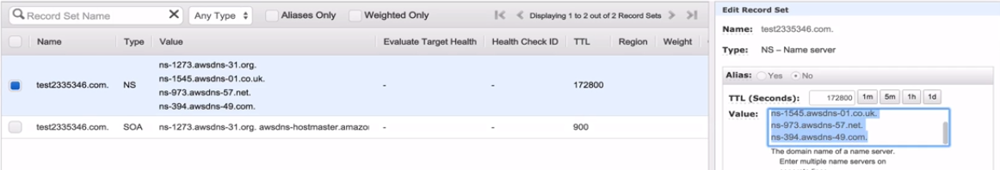 Record Set Name
Any Type
Aliases Only
Weighted Only
Displaying 1 to 2 out of 2 Record Sets
Name Type Value Evaluate Target Health Health Check ID TTL Region Weight
test2335346.com. NS ns-1273.awsdns-31.org. - - 172800
ns-1545.awsdns-01.co.uk.
ns-973.awsdns-57.net.
ns-394.awsdns-49.com.
test2335346.com. SOA ns-1273.awsdns-31.org. awsdns-hostmaster.amazo - - 900
Edit Record Set
Name: test2335346.com.
Type: NS – Name server
Alias: Yes No
TTL (Seconds): 172800 1m 5m 1h 1d
Value: ns-1545.awsdns-01.co.uk.
ns-973.awsdns-57.net.
ns-394.awsdns-49.com.
The domain name of a name server.
Enter multiple name servers on